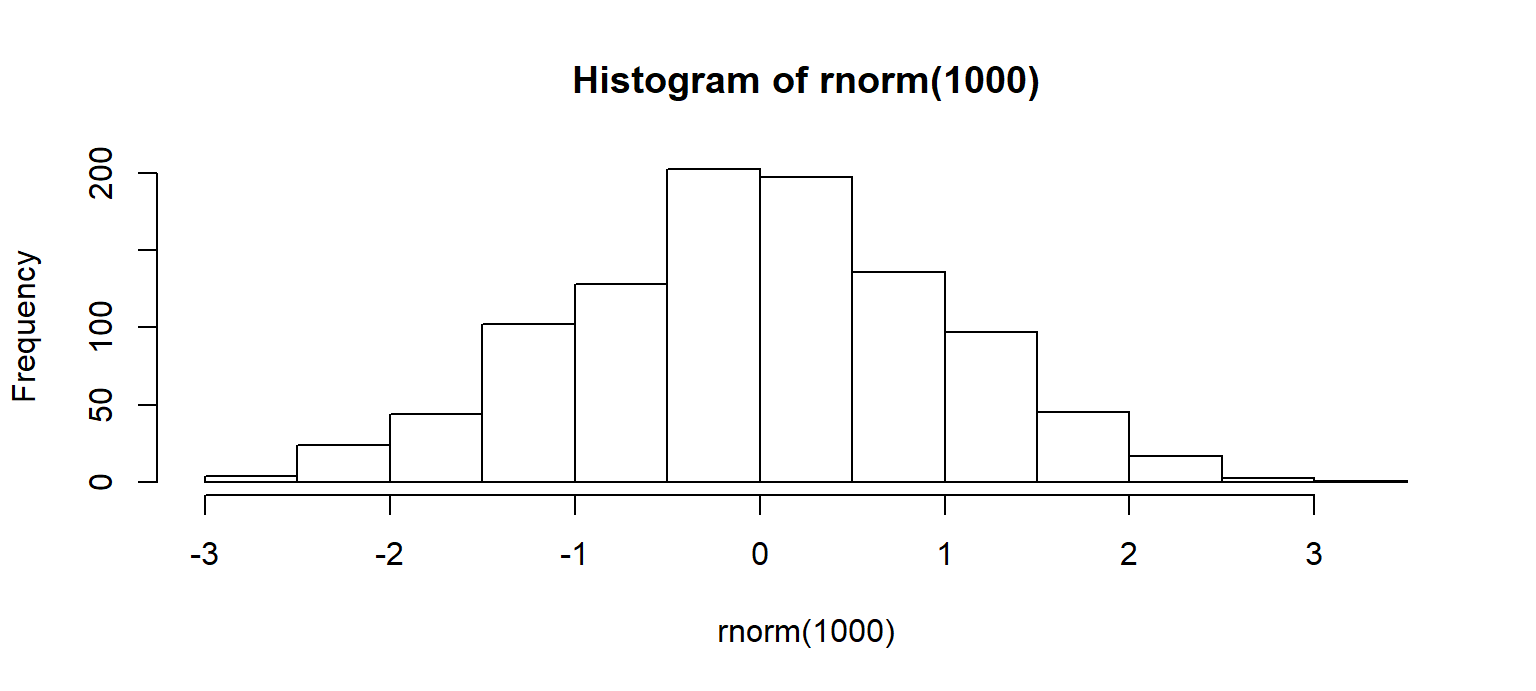 Histogram of rnorm(1000)
Frequency
200
100
50
0
-3 -2 -1 0 1 2 3
rnorm(1000)